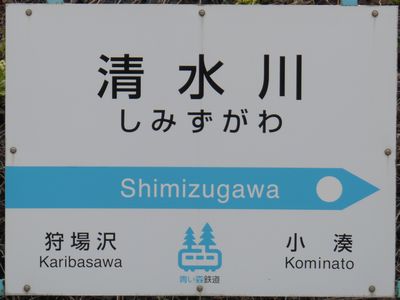 清水川
しみずがわ
Shimizugawa
狩場沢
Karibasawa
小湊
Kominato
青い森鉄道